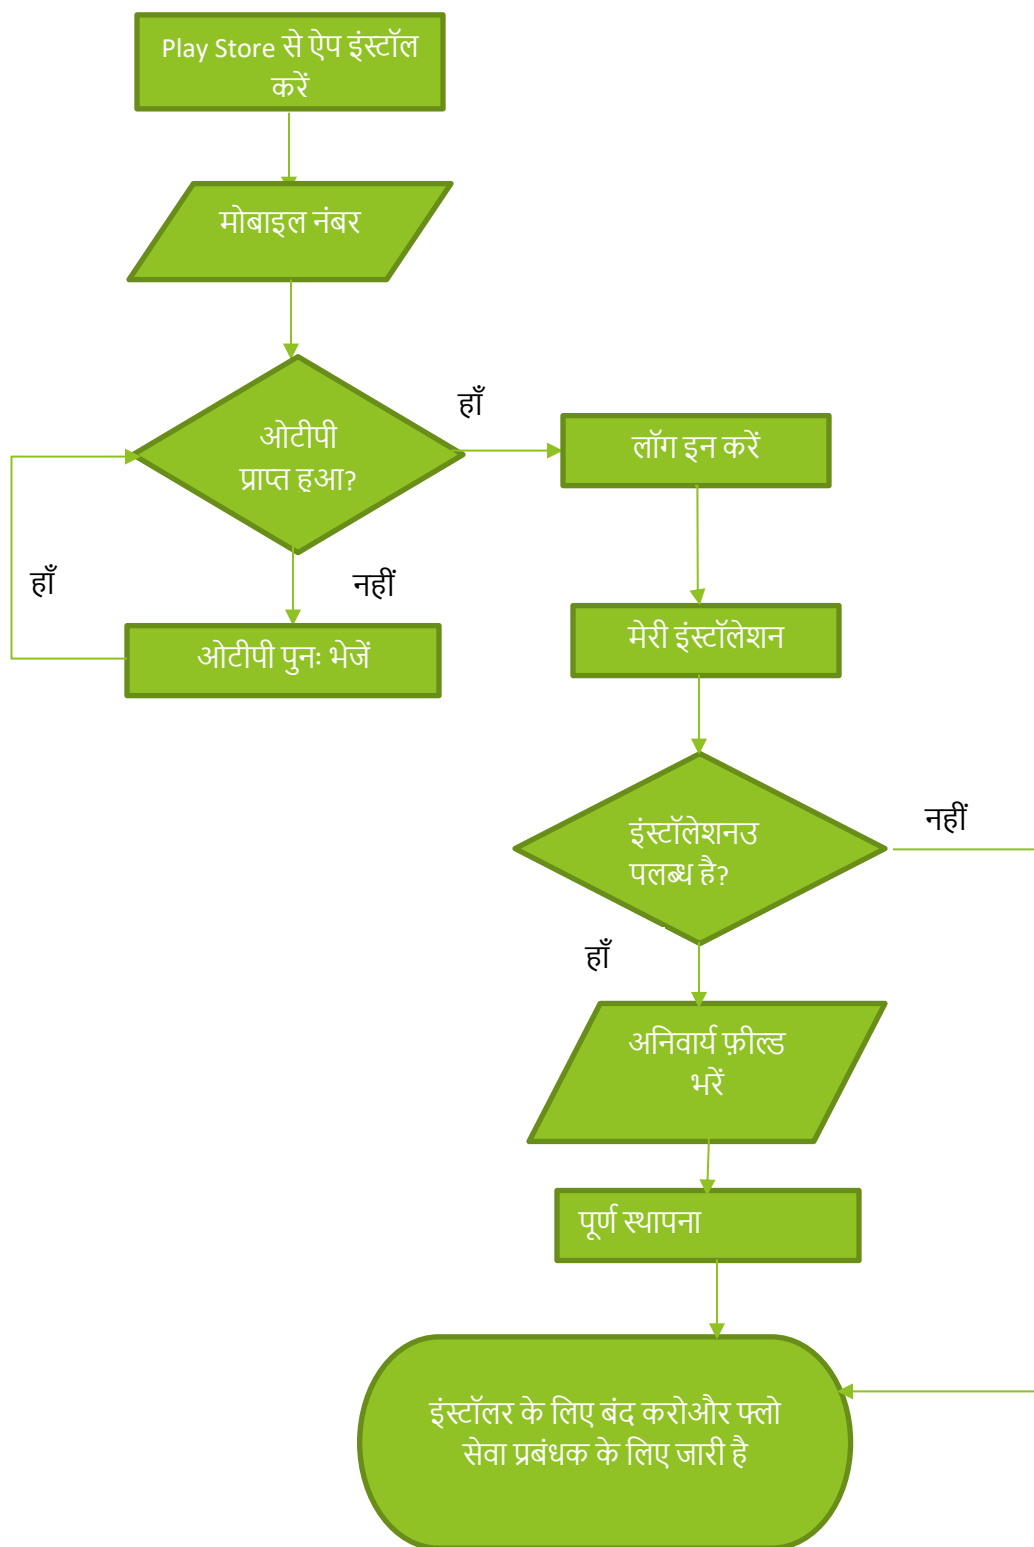 Play Store से ऐप इंस्टॉल
करें
मोबाइल नंबर
हाँ
ओटीपी
प्राप्त हुआ?
लॉग इन करें
हाँ
नहीं
ओटीपी पुनः भेजें
मेरी इंस्टॉलेशन
नहीं
इंस्टॉलेशनउ
पलब्ध है?
हाँ
अनिवार्य फ़ील्ड
भरें
पूर्ण स्थापना
इंस्टॉलर के लिए बंद करोऔर फ्लो
सेवा प्रबंधक के लिए जारी है